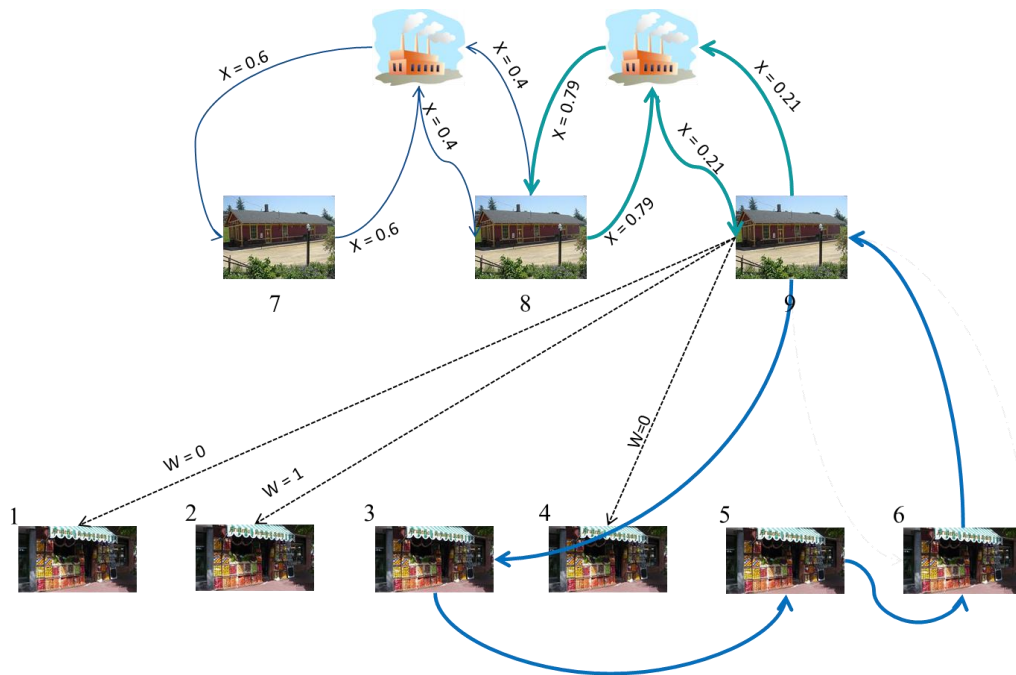 X = 0.6
X = 0.4
X = 0.79
X = 0.21
X = 0.4
X = 0.21
X = 0.6
X = 0.79
7
8
9
W = 0
W = 1
W=0
1
2
3
4
5
6